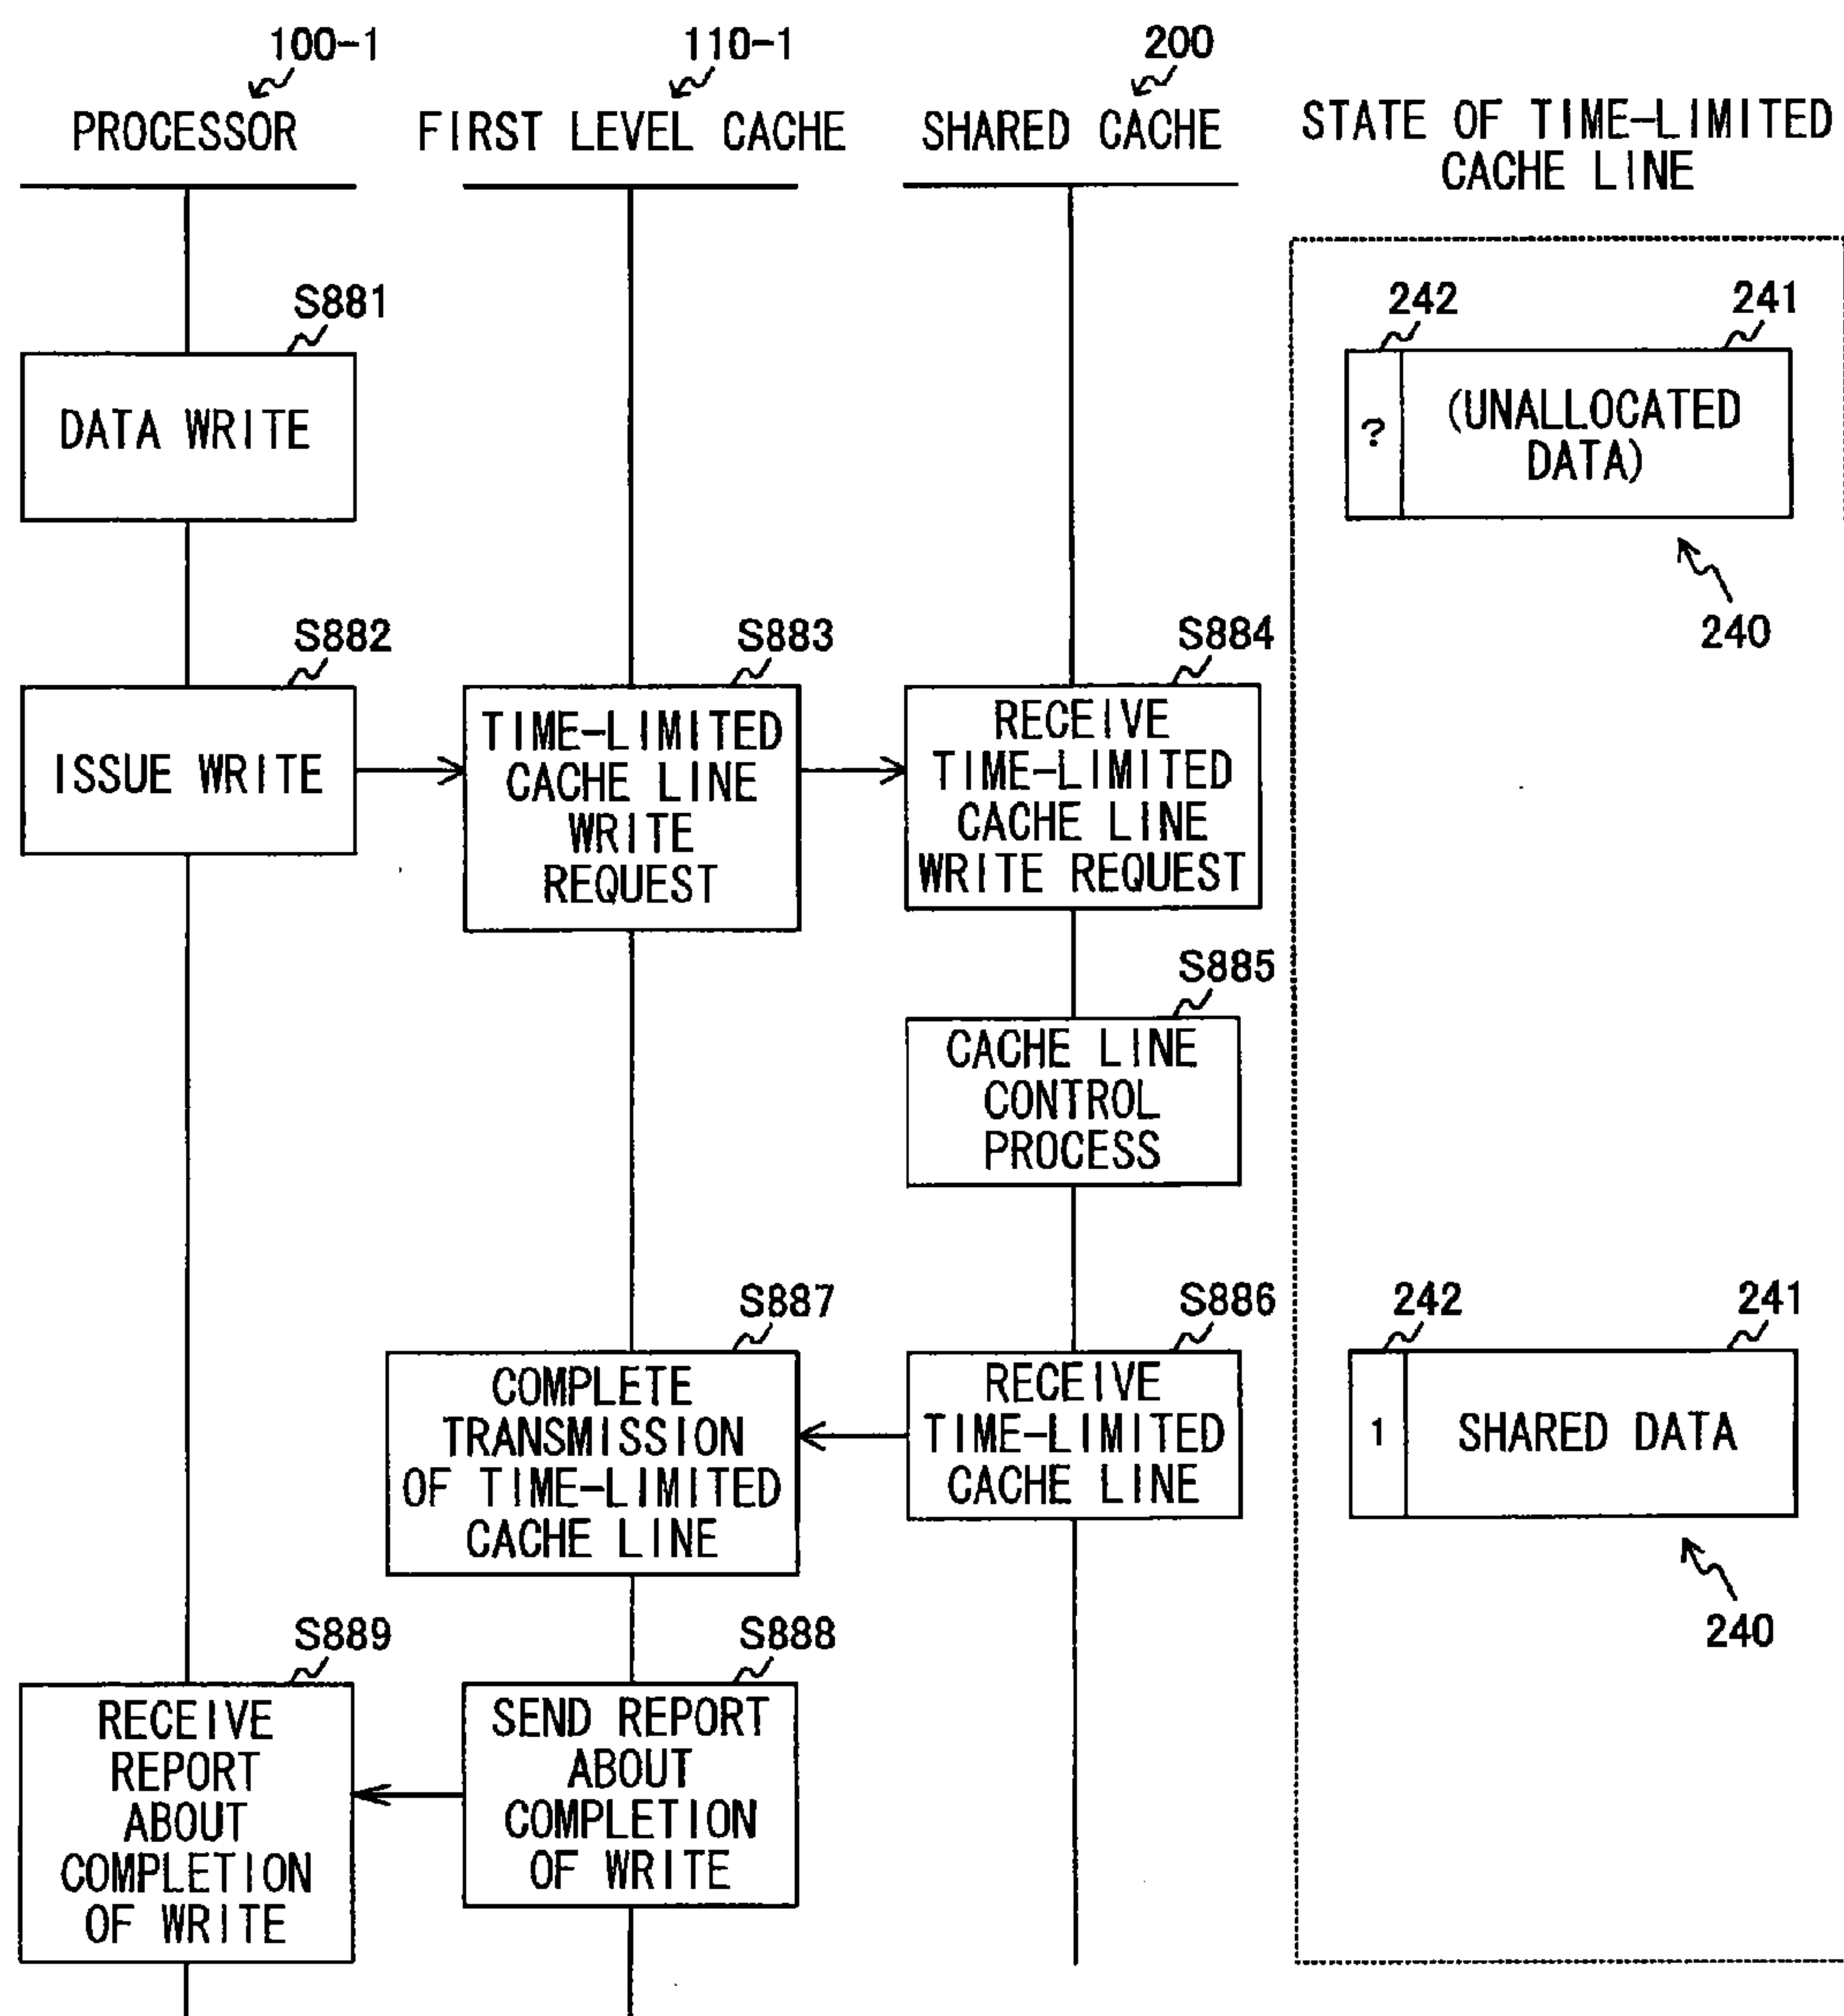 100-1
110-1
200
PROCESSOR
FIRST LEVEL CACHE
SHARED CACHE
STATE OF TIME-LIMITED
CACHE LINE
S881
DATA WRITE
242
241
?
(UNALLOCATED
DATA)
240
S882
ISSUE WRITE
S883
TIME-LIMITED
CACHE LINE
WRITE
REQUEST
S884
RECEIVE
TIME-LIMITED
CACHE LINE
WRITE REQUEST
S885
CACHE LINE
CONTROL
PROCESS
S887
COMPLETE
TRANSMISSION
OF TIME-LIMITED
CACHE LINE
S886
RECEIVE
TIME-LIMITED
CACHE LINE
242
241
1
SHARED DATA
240
S889
RECEIVE
REPORT
ABOUT
COMPLETION
OF WRITE
S888
SEND REPORT
ABOUT
COMPLETION
OF WRITE